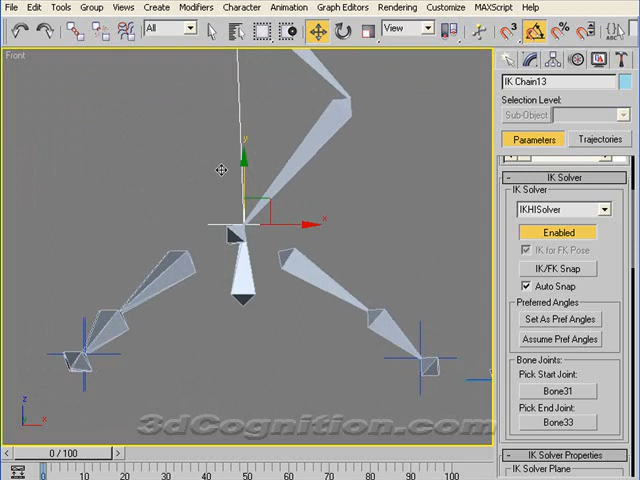 File Edit Tools Group Views Create Modifiers Character Animation Graph Editors Rendering Customize MAXScript Help
All
View
3
ABC
Front
y
x
z
x
IK Chain13
Selection Level:
Sub-Object
Parameters Trajectories
- IK Solver
IK Solver
IKHISolver
Enabled
IK for FK Pose
IK/FK Snap
Auto Snap
Preferred Angles
Set As Pref Angles
Assume Pref Angles
Bone Joints:
Pick Start Joint:
Bone31
Pick End Joint:
Bone33
- IK Solver Properties
IK Solver Plane
3dCognition.com
< 0 / 100 >
0 10 20 30 40 50 60 70 80 90 100